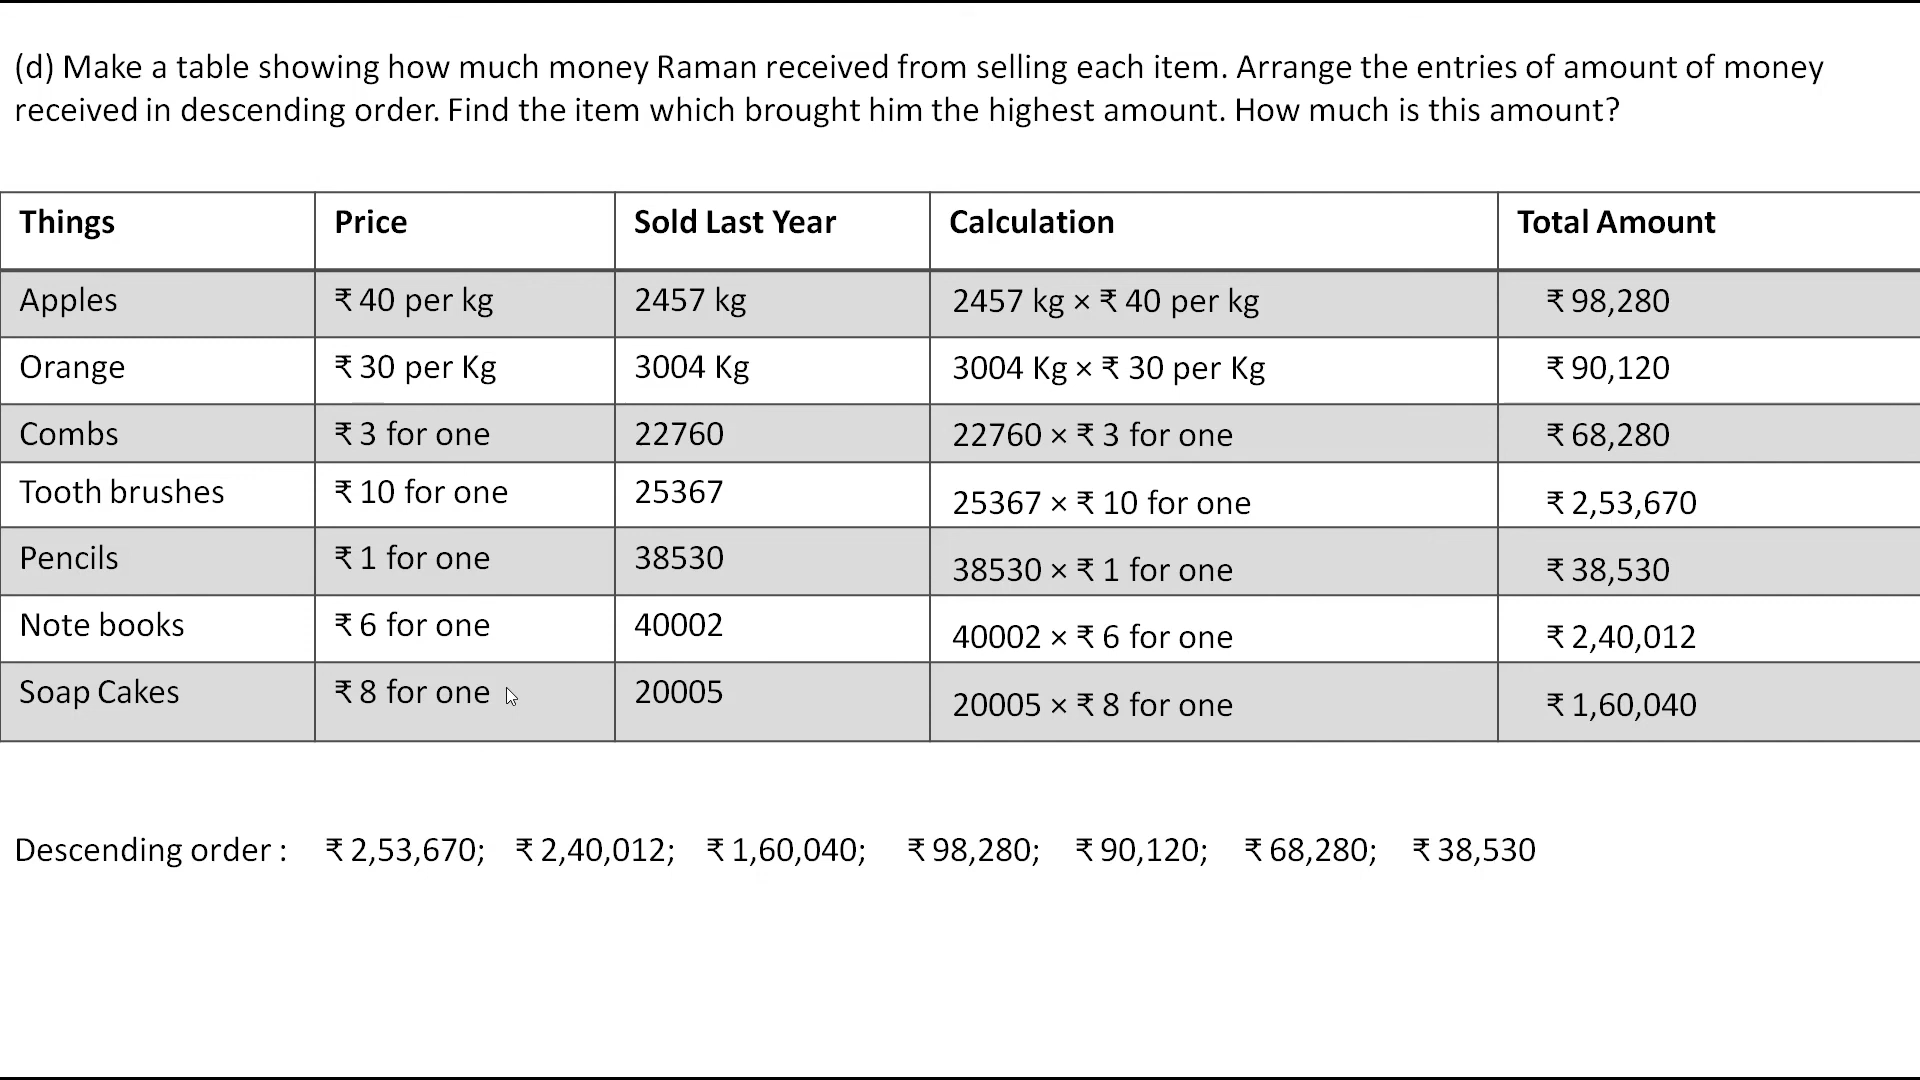 (d) Make a table showing how much money Raman received from selling each item. Arrange the entries of amount of money
received in descending order. Find the item which brought him the highest amount. How much is this amount?
Things Price Sold Last Year Calculation Total Amount
Apples ₹ 40 per kg 2457 kg 2457 kg × ₹ 40 per kg ₹ 98,280
Orange ₹ 30 per Kg 3004 Kg 3004 Kg × ₹ 30 per Kg ₹ 90,120
Combs ₹ 3 for one 22760 22760 × ₹ 3 for one ₹ 68,280
Tooth brushes ₹ 10 for one 25367 25367 × ₹ 10 for one ₹ 2,53,670
Pencils ₹ 1 for one 38530 38530 × ₹ 1 for one ₹ 38,530
Note books ₹ 6 for one 40002 40002 × ₹ 6 for one ₹ 2,40,012
Soap Cakes ₹ 8 for one 20005 20005 × ₹ 8 for one ₹ 1,60,040
Descending order : ₹ 2,53,670; ₹ 2,40,012; ₹ 1,60,040; ₹ 98,280; ₹ 90,120; ₹ 68,280; ₹ 38,530